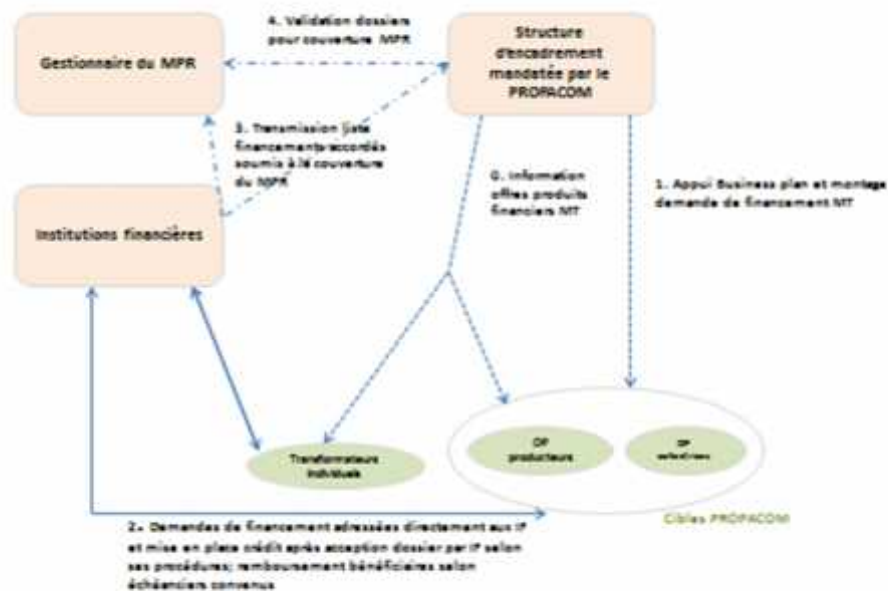 4. Validation dossiers
pour couverture MPR
Structure
d'encadrement
mandatée par le
PROPACOM
Gestionnaire du MPR
3. Transmission liste
financements accordés
soumis à la couverture
du MPR
0. Information
offres produits
financiers MT
1. Appui Business plan et montage
demande de financement MT
Institutions financières
Transformateurs
individuels
OP
producteurs
OP
Cibles PROPACOM
2. Demandes de financement adressées directement aux IF
et mise en place crédit après acception dossier par IF selon
ses procédures; remboursement bénéficiaires selon
échéanciers convenus